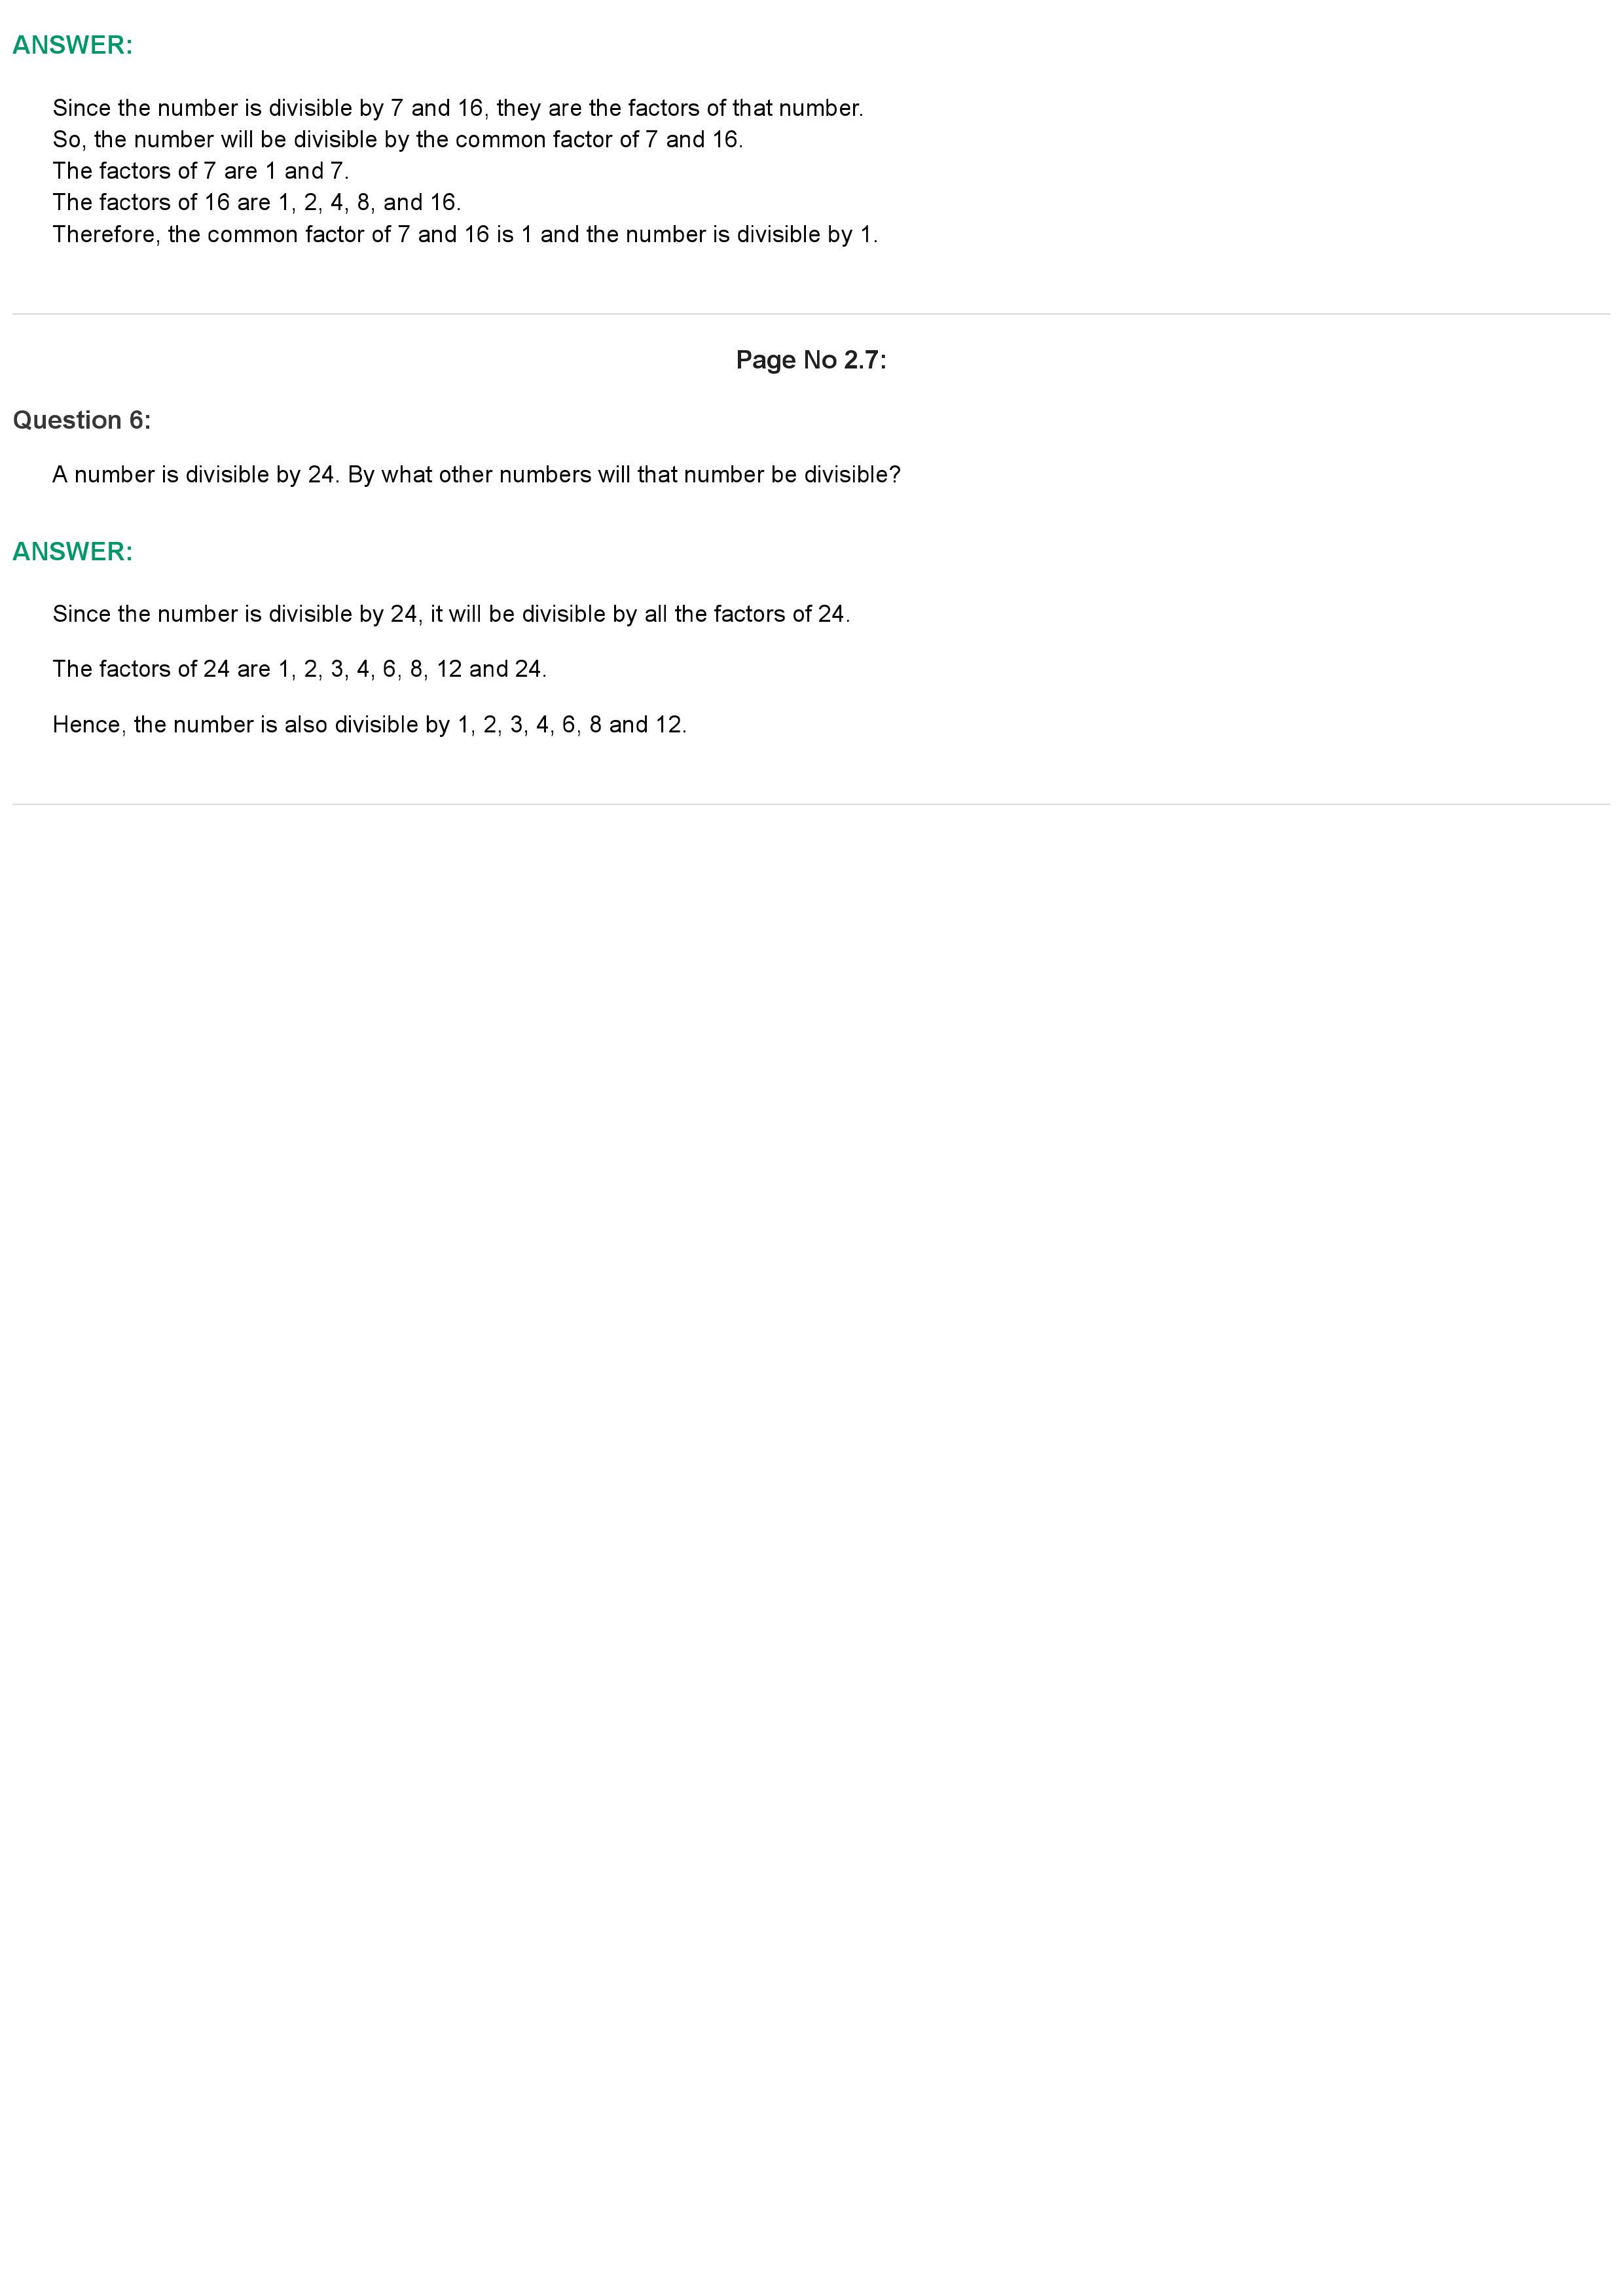 ANSWER:
Since the number is divisible by 7 and 16, they are the factors of that number.
So, the number will be divisible by the common factor of 7 and 16.
The factors of 7 are 1 and 7.
The factors of 16 are 1, 2, 4, 8, and 16.
Therefore, the common factor of 7 and 16 is 1 and the number is divisible by 1.
Page No 2.7:
Question 6:
A number is divisible by 24. By what other numbers will that number be divisible?
ANSWER:
Since the number is divisible by 24, it will be divisible by all the factors of 24.
The factors of 24 are 1, 2, 3, 4, 6, 8, 12 and 24.
Hence, the number is also divisible by 1, 2, 3, 4, 6, 8 and 12.